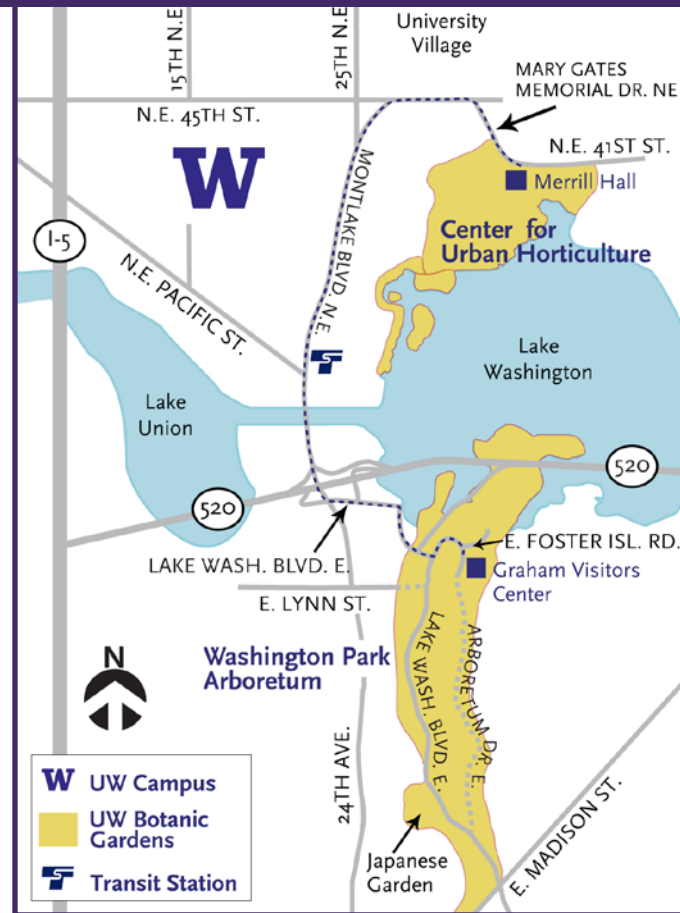 University
Village
15TH N.E.
25TH N.E.
MARY GATES
MEMORIAL DR. NE
N.E. 45TH ST.
N.E. 41ST ST.
W
Merrill Hall
Center for
Urban Horticulture
I-5
N.E. PACIFIC ST.
MONTLAKE BLVD. N.E.
T
Lake
Washington
Lake
Union
520
520
E. FOSTER ISL. RD.
LAKE WASH. BLVD. E.
Graham Visitors
Center
E. LYNN ST.
Washington Park
Arboretum
LAKE WASH. BLVD. E.
ARBORETUM DR. E.
N
24TH AVE.
E. MADISON ST.
Japanese
Garden
W UW Campus
UW Botanic
Gardens
T Transit Station